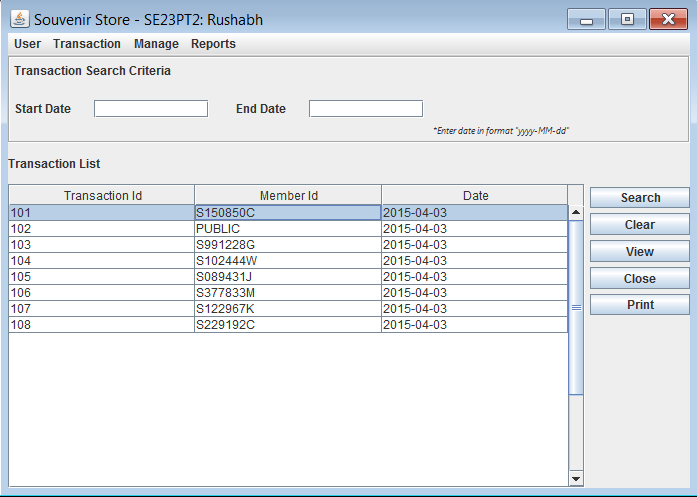 Souvenir Store - SE23PT2: Rushabh
User Transaction Manage Reports
Transaction Search Criteria
Start Date End Date
*Enter date in format "yyyy-MM-dd"
Transaction List
Transaction Id Member Id Date
101 S150850C 2015-04-03
102 PUBLIC 2015-04-03
103 S991228G 2015-04-03
104 S102444W 2015-04-03
105 S089431J 2015-04-03
106 S377833M 2015-04-03
107 S122967K 2015-04-03
108 S229192C 2015-04-03
Search
Clear
View
Close
Print